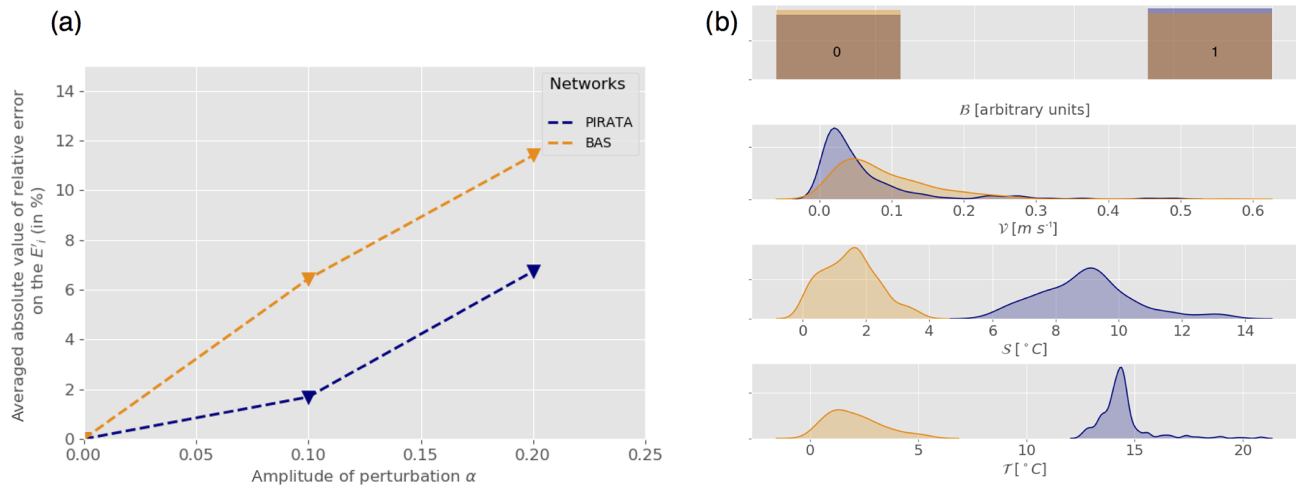 (a)
Averaged absolute value of relative error
on the E'ᵢ (in %)
14
12
10
8
6
4
2
0
0.00 0.05 0.10 0.15 0.20 0.25
Amplitude of perturbation α
Networks
PIRATA
BAS
(b)
0 1
ℬ [arbitrary units]
0.0 0.1 0.2 0.3 0.4 0.5 0.6
𝒱 [m s⁻¹]
0 2 4 6 8 10 12 14
𝒮 [°C]
0 5 10 15 20
𝒯 [°C]